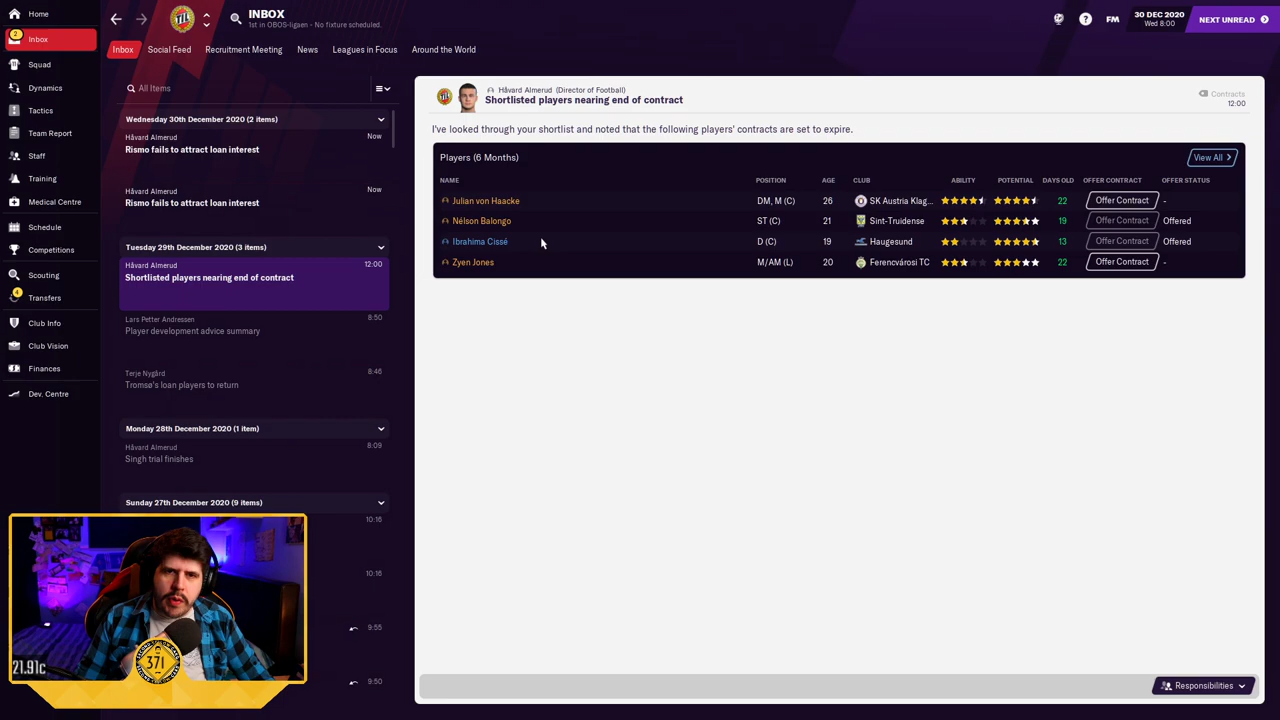 Home
Inbox
2
Squad
Dynamics
Tactics
Team Report
Staff
Training
Medical Centre
Schedule
Competitions
Scouting
Transfers
4
Club Info
Club Vision
Finances
Dev. Centre
TIL
INBOX
1st in OBOS-ligaen - No fixture scheduled.
FM
30 DEC 2020
Wed 8:00
NEXT UNREAD
Inbox
Social Feed
Recruitment Meeting
News
Leagues in Focus
Around the World
All Items
Wednesday 30th December 2020 (2 items)
Håvard Almerud Now
Rismo fails to attract loan interest
Håvard Almerud Now
Rismo fails to attract loan interest
Tuesday 29th December 2020 (3 items)
Håvard Almerud 12:00
Shortlisted players nearing end of contract
Lars Petter Andressen 8:50
Player development advice summary
Terje Nygård 8:46
Tromsø's loan players to return
Monday 28th December 2020 (1 item)
Håvard Almerud 8:09
Singh trial finishes
Sunday 27th December 2020 (9 items)
10:16
10:16
9:55
9:50
Håvard Almerud (Director of Football)
Shortlisted players nearing end of contract
Contracts
12:00
I've looked through your shortlist and noted that the following players' contracts are set to expire.
Players (6 Months)
View All
NAME POSITION AGE CLUB ABILITY POTENTIAL DAYS OLD OFFER CONTRACT OFFER STATUS
Julian von Haacke DM, M (C) 26 SK Austria Klag... 22 Offer Contract -
Nélson Balongo ST (C) 21 Sint-Truidense 19 Offer Contract Offered
Ibrahima Cissé D (C) 19 Haugesund 13 Offer Contract Offered
Zyen Jones M/AM (L) 20 Ferencvárosi TC 22 Offer Contract -
Responsibilities
21.91c
371